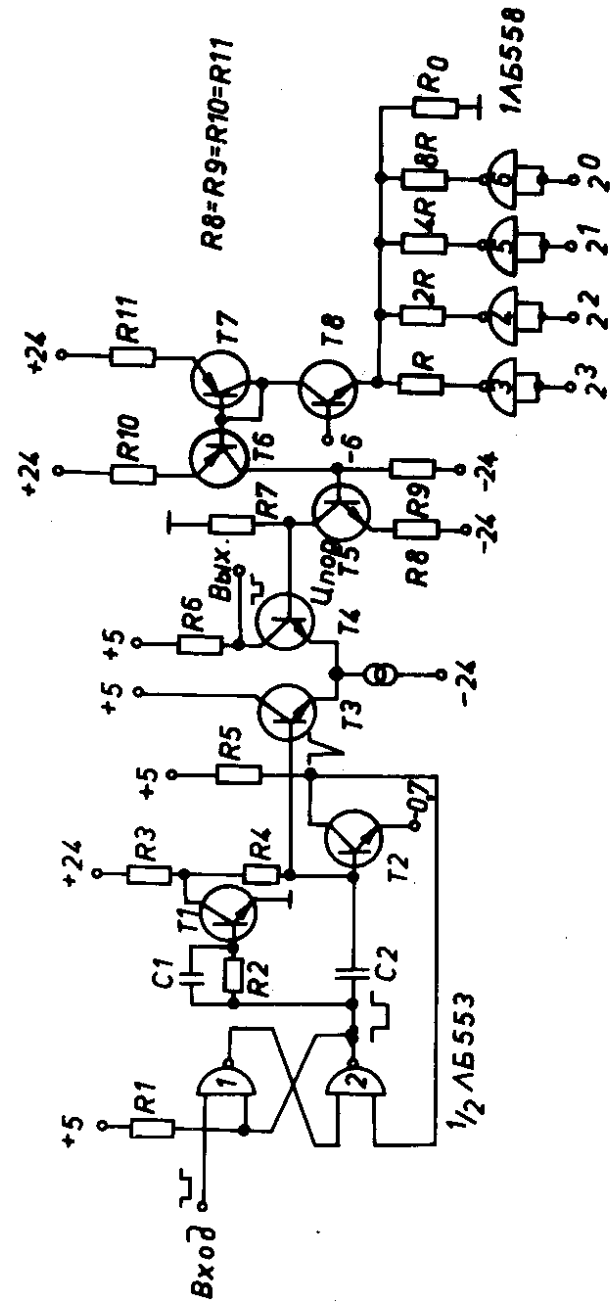 Вход
+5
R1
1
2
1/2 ЛБ553
C1
R2
C2
T1
+24
R3
R4
+5
R5
T2
-0,7
+5
T3
+5
R6
Вых.
T4
-24
Uпор
R7
T5
R8
-24
R9
-24
+24
R10
T6
+24
R11
T7
-6
T8
R8=R9=R10=R11
R
2R
4R
8R
R0
3
4
5
6
2³
2²
2¹
2⁰
1ЛБ558